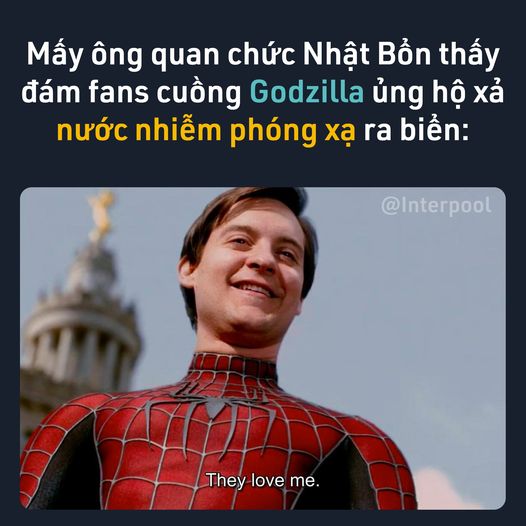 Mấy ông quan chức Nhật Bổn thấy
đám fans cuồng Godzilla ủng hộ xả
nước nhiễm phóng xạ ra biển:
@Interpool
They love me.